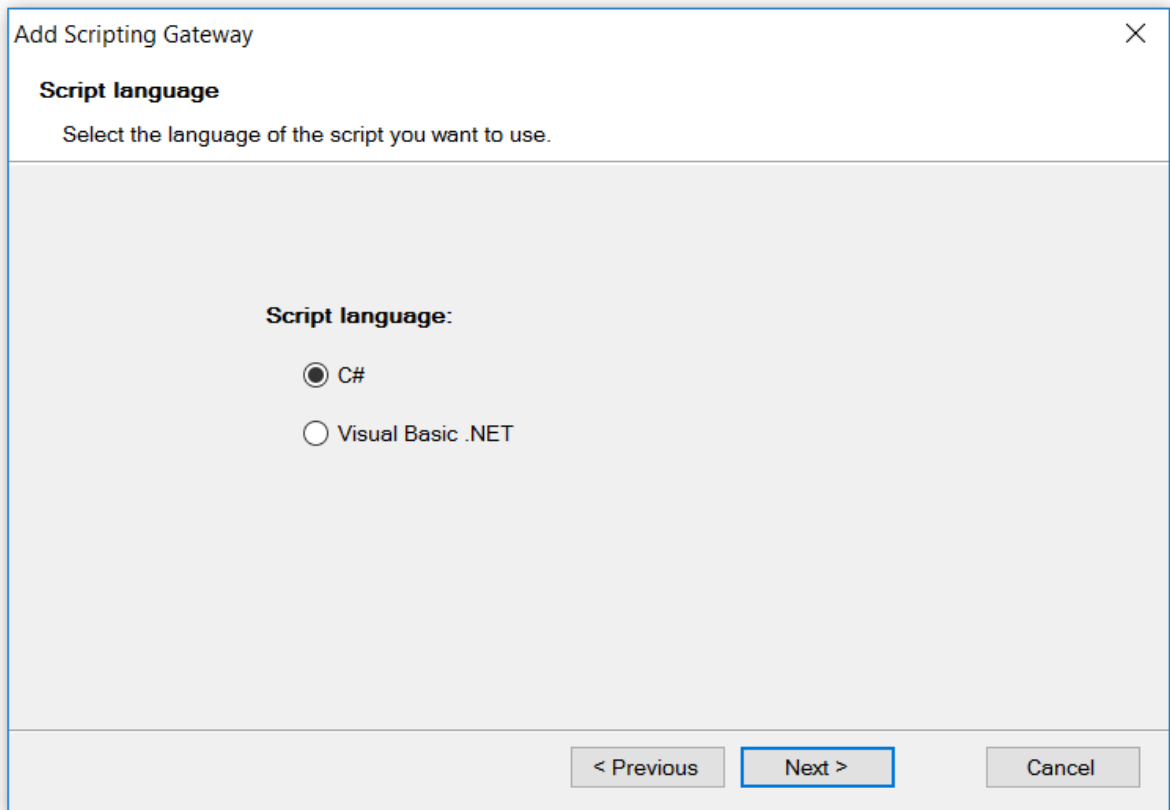 Add Scripting Gateway
Script language
Select the language of the script you want to use.
Script language:
C#
Visual Basic .NET
< Previous
Next >
Cancel